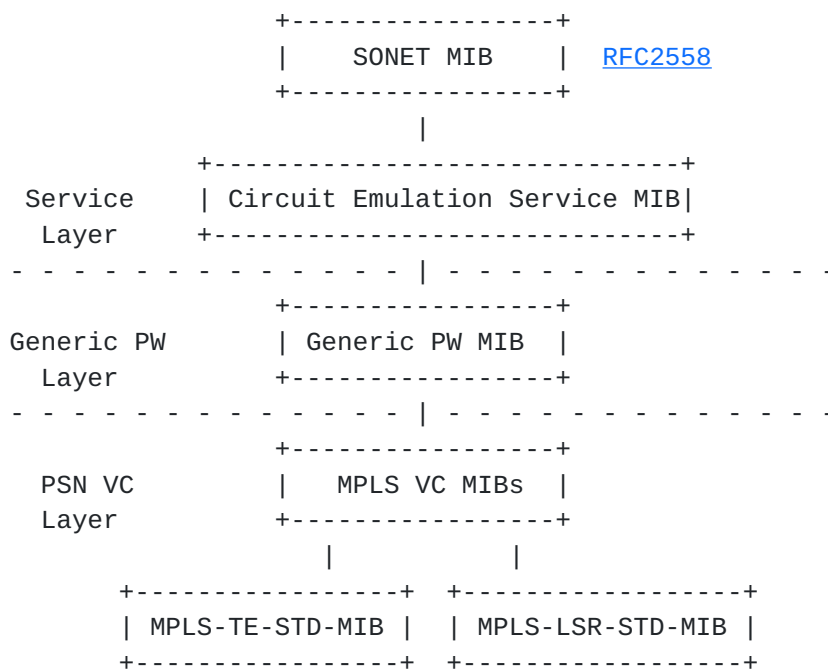 +-----------------+
|    SONET MIB    |  RFC2558
+-----------------+
|
+------------------------------+
Service    | Circuit Emulation Service MIB|
Layer     +------------------------------+
- - - - - - - - - - - - - | - - - - - - - - - - - - -
+-----------------+
Generic PW       | Generic PW MIB  |
Layer          +-----------------+
- - - - - - - - - - - - - | - - - - - - - - - - - - -
+-----------------+
PSN VC         |   MPLS VC MIBs  |
Layer          +-----------------+
|           |
+-----------------+  +------------------+
| MPLS-TE-STD-MIB |  | MPLS-LSR-STD-MIB |
+-----------------+  +------------------+